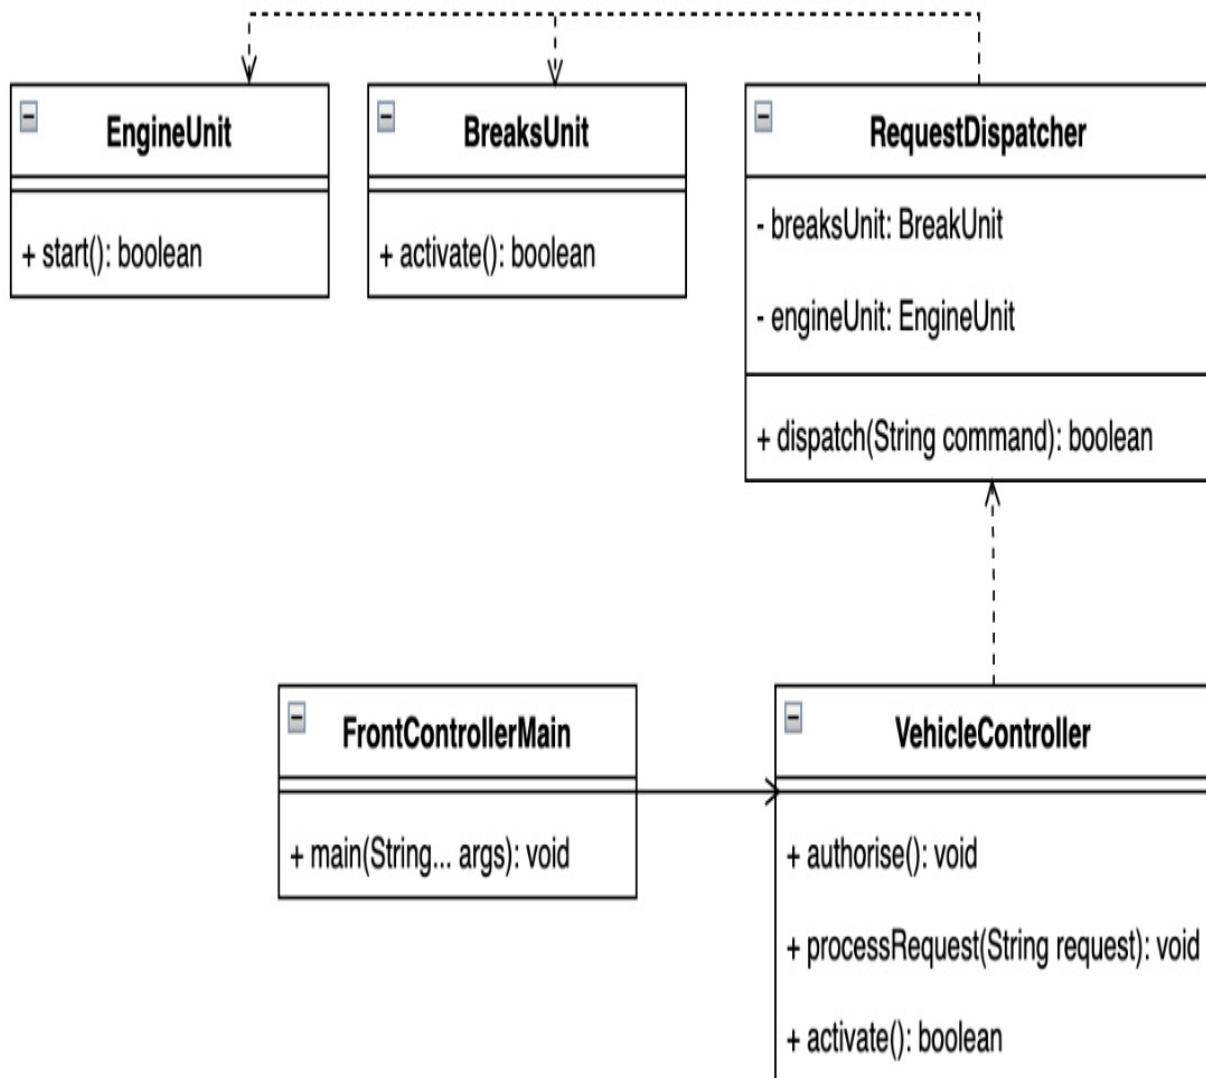 EngineUnit
+ start(): boolean
BreaksUnit
+ activate(): boolean
RequestDispatcher
- breaksUnit: BreakUnit
- engineUnit: EngineUnit
+ dispatch(String command): boolean
FrontControllerMain
+ main(String... args): void
VehicleController
+ authorise(): void
+ processRequest(String request): void
+ activate(): boolean